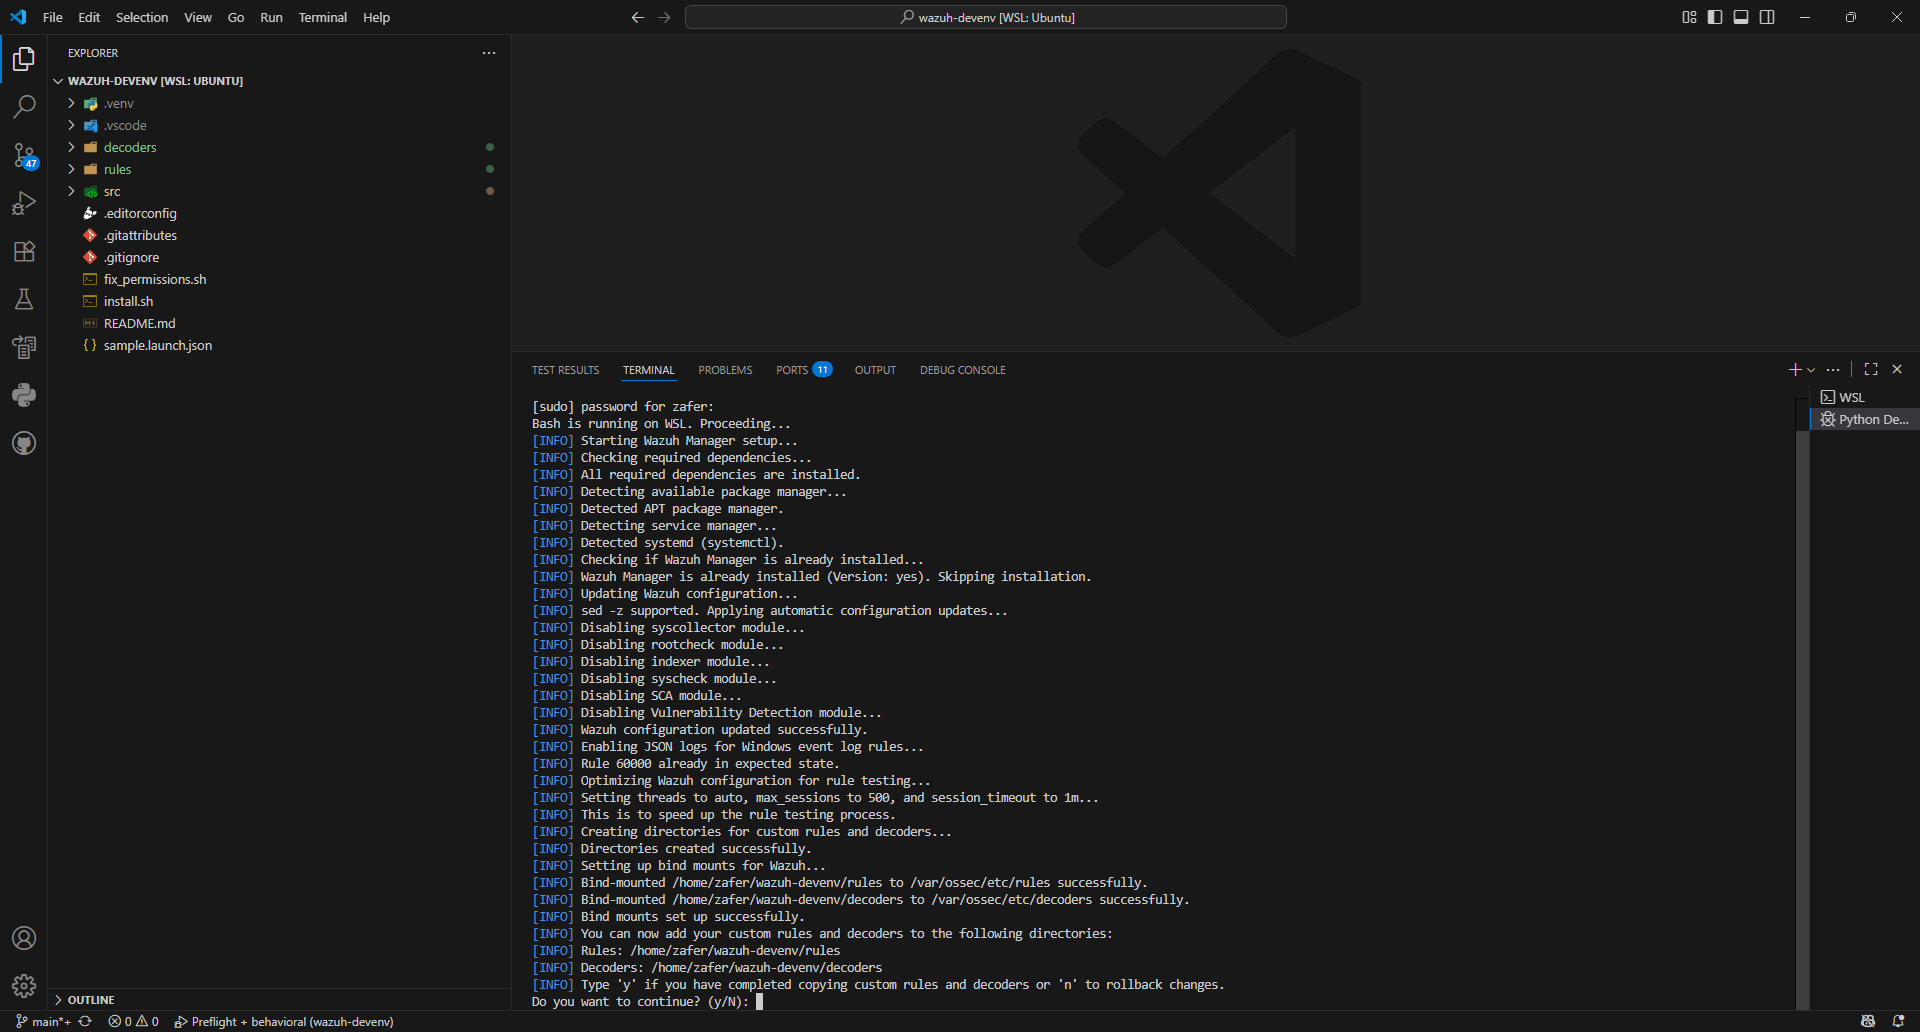 File Edit Selection View Go Run Terminal Help
wazuh-devenv [WSL: Ubuntu]
EXPLORER
WAZUH-DEVENV [WSL: UBUNTU]
.venv
.vscode
decoders
rules
src
.editorconfig
.gitattributes
.gitignore
fix_permissions.sh
install.sh
README.md
sample.launch.json
47
OUTLINE
TEST RESULTS TERMINAL PROBLEMS PORTS 11 OUTPUT DEBUG CONSOLE
WSL
Python De...
[sudo] password for zafer:
Bash is running on WSL. Proceeding...
[INFO] Starting Wazuh Manager setup...
[INFO] Checking required dependencies...
[INFO] All required dependencies are installed.
[INFO] Detecting available package manager...
[INFO] Detected APT package manager.
[INFO] Detecting service manager...
[INFO] Detected systemd (systemctl).
[INFO] Checking if Wazuh Manager is already installed...
[INFO] Wazuh Manager is already installed (Version: yes). Skipping installation.
[INFO] Updating Wazuh configuration...
[INFO] sed -z supported. Applying automatic configuration updates...
[INFO] Disabling syscollector module...
[INFO] Disabling rootcheck module...
[INFO] Disabling indexer module...
[INFO] Disabling syscheck module...
[INFO] Disabling SCA module...
[INFO] Disabling Vulnerability Detection module...
[INFO] Wazuh configuration updated successfully.
[INFO] Enabling JSON logs for Windows event log rules...
[INFO] Rule 60000 already in expected state.
[INFO] Optimizing Wazuh configuration for rule testing...
[INFO] Setting threads to auto, max_sessions to 500, and session_timeout to 1m...
[INFO] This is to speed up the rule testing process.
[INFO] Creating directories for custom rules and decoders...
[INFO] Directories created successfully.
[INFO] Setting up bind mounts for Wazuh...
[INFO] Bind-mounted /home/zafer/wazuh-devenv/rules to /var/ossec/etc/rules successfully.
[INFO] Bind-mounted /home/zafer/wazuh-devenv/decoders to /var/ossec/etc/decoders successfully.
[INFO] Bind mounts set up successfully.
[INFO] You can now add your custom rules and decoders to the following directories:
[INFO] Rules: /home/zafer/wazuh-devenv/rules
[INFO] Decoders: /home/zafer/wazuh-devenv/decoders
[INFO] Type 'y' if you have completed copying custom rules and decoders or 'n' to rollback changes.
Do you want to continue? (y/N):
main*+ 0 0 Preflight + behavioral (wazuh-devenv)